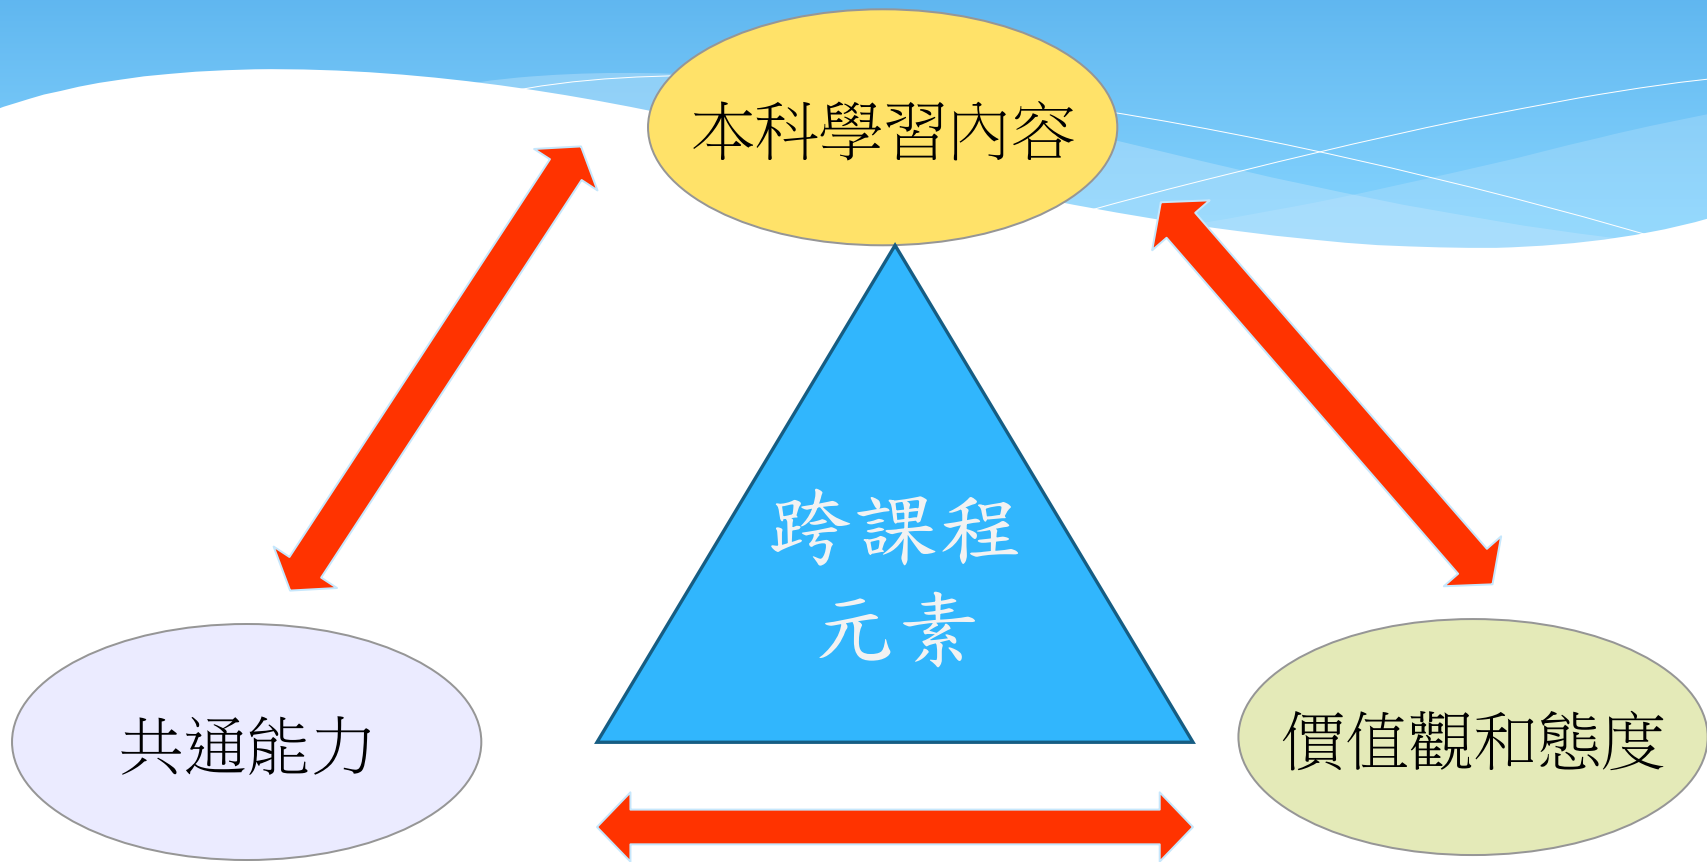 本科學習內容
跨課程
元素
共通能力
價值觀和態度